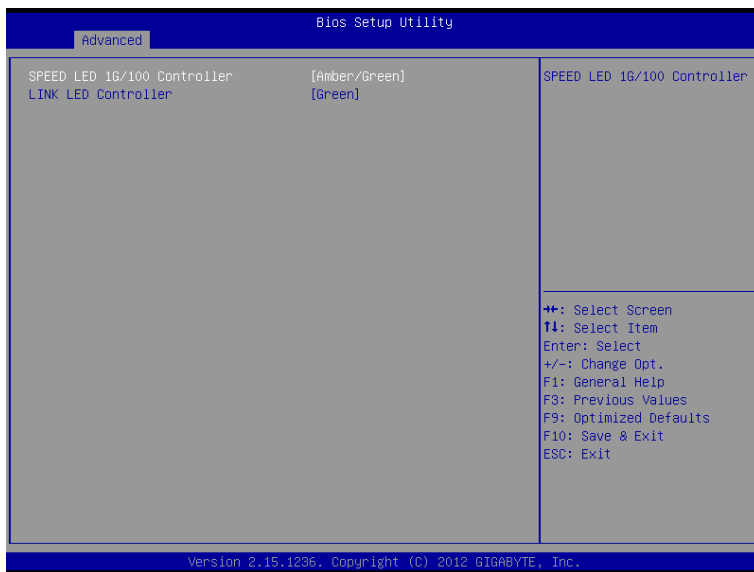 Bios Setup Utility
Advanced
SPEED LED 1G/100 Controller [Amber/Green]
LINK LED Controller [Green]
SPEED LED 1G/100 Controller
→←: Select Screen
↑↓: Select Item
Enter: Select
+/-: Change Opt.
F1: General Help
F3: Previous Values
F9: Optimized Defaults
F10: Save & Exit
ESC: Exit
Version 2.15.1236. Copyright (C) 2012 GIGABYTE, Inc.